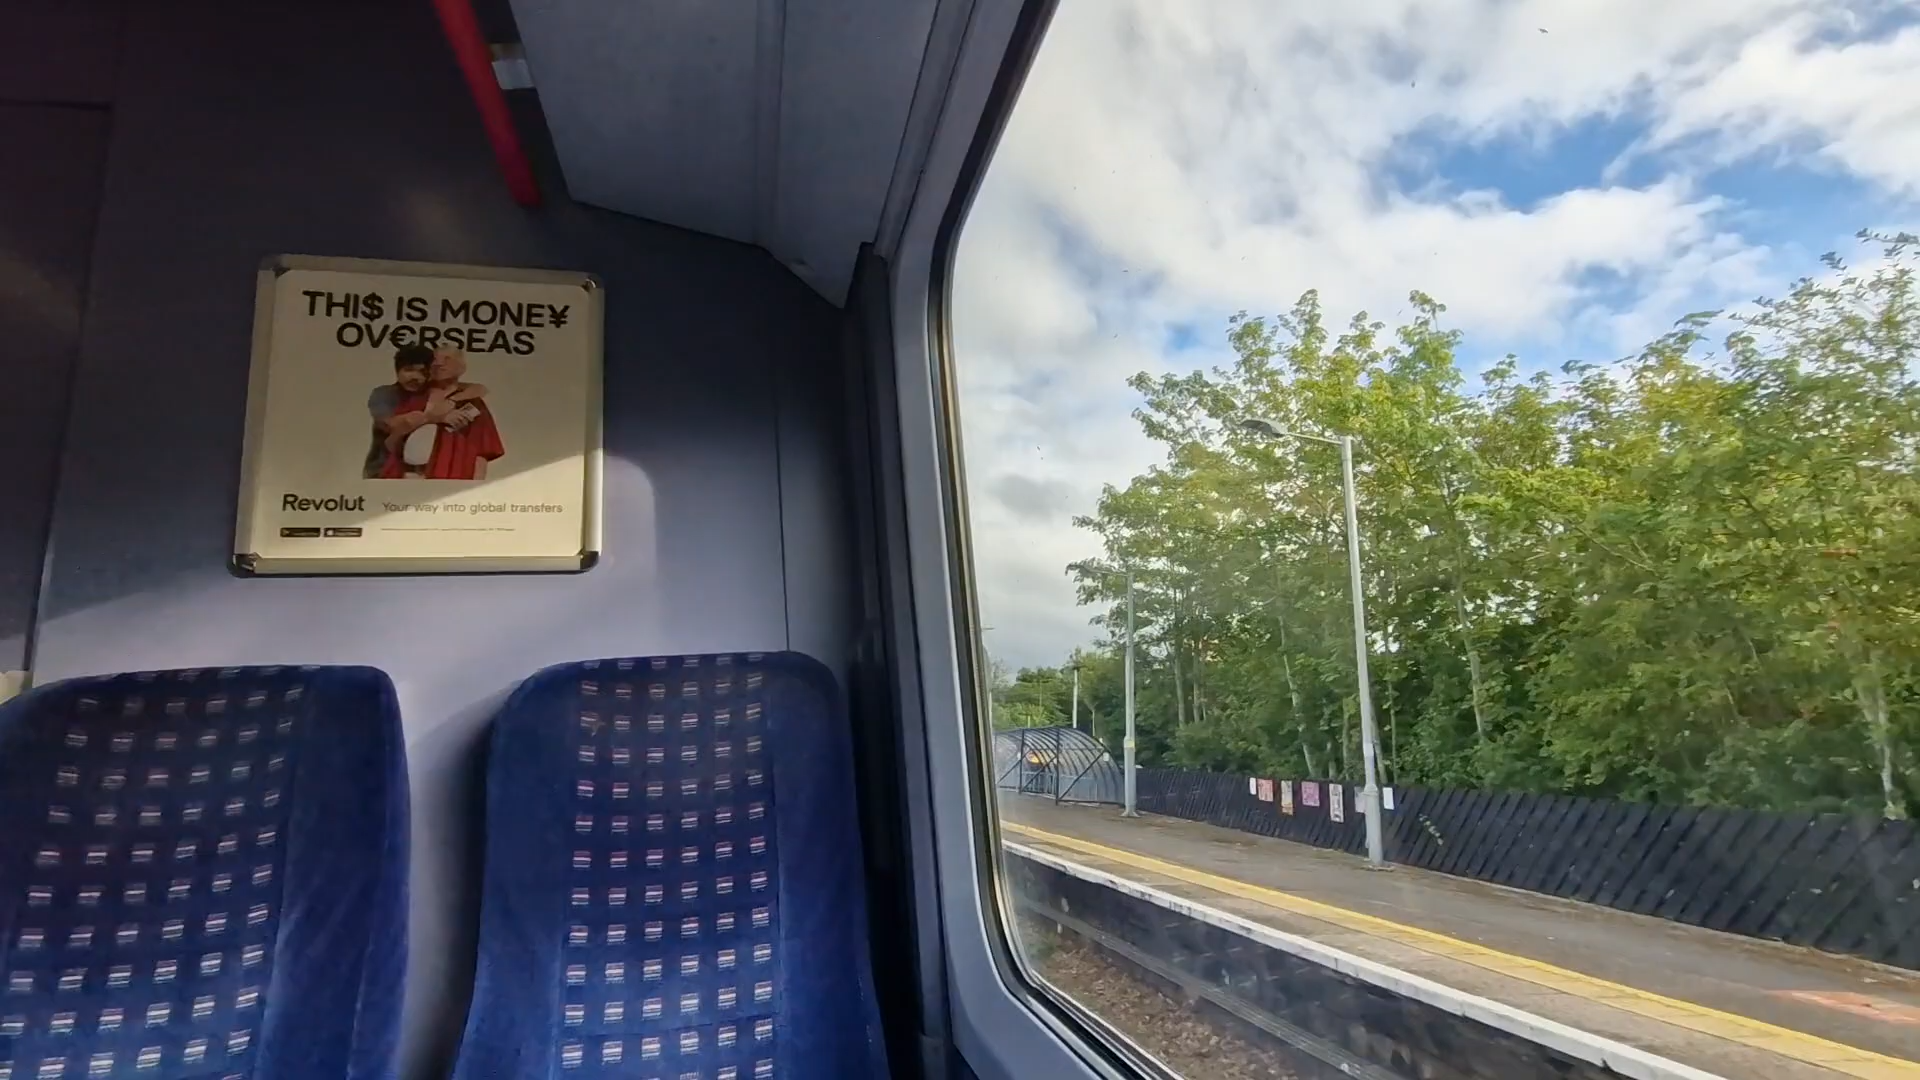 THI$ IS MONE¥
OV€RSEAS
Revolut Your way into global transfers